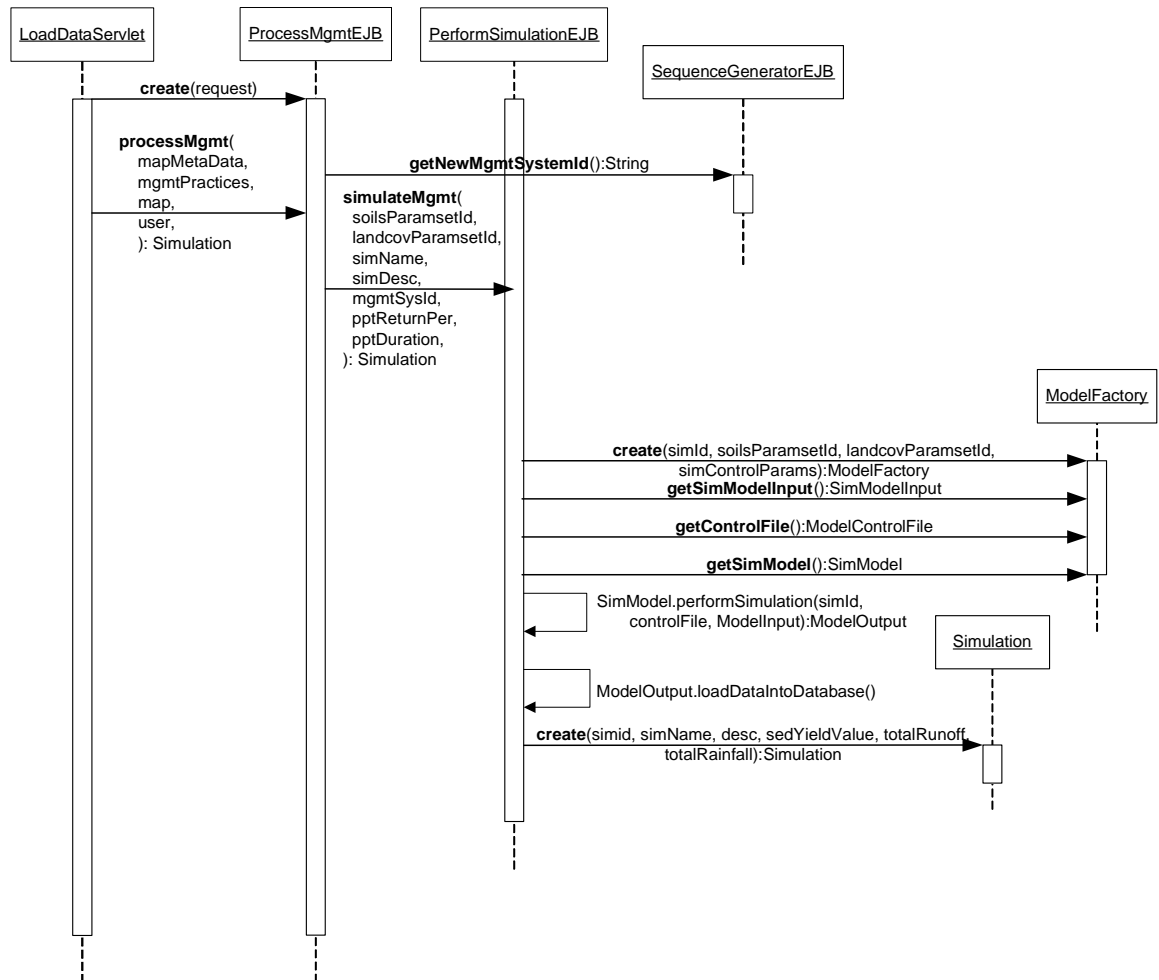 LoadDataServlet
ProcessMgmtEJB
PerformSimulationEJB
SequenceGeneratorEJB
create(request)
processMgmt(
mapMetaData,
mgmtPractices,
map,
user,
): Simulation
getNewMgmtSystemId():String
simulateMgmt(
soilsParamsetId,
landcovParamsetId,
simName,
simDesc,
mgmtSysId,
pptReturnPer,
pptDuration,
): Simulation
ModelFactory
create(simId, soilsParamsetId, landcovParamsetId,
simControlParams):ModelFactory
getSimModelInput():SimModelInput
getControlFile():ModelControlFile
getSimModel():SimModel
SimModel.performSimulation(simId,
controlFile, ModelInput):ModelOutput
Simulation
ModelOutput.loadDataIntoDatabase()
create(simid, simName, desc, sedYieldValue, totalRunoff,
totalRainfall):Simulation